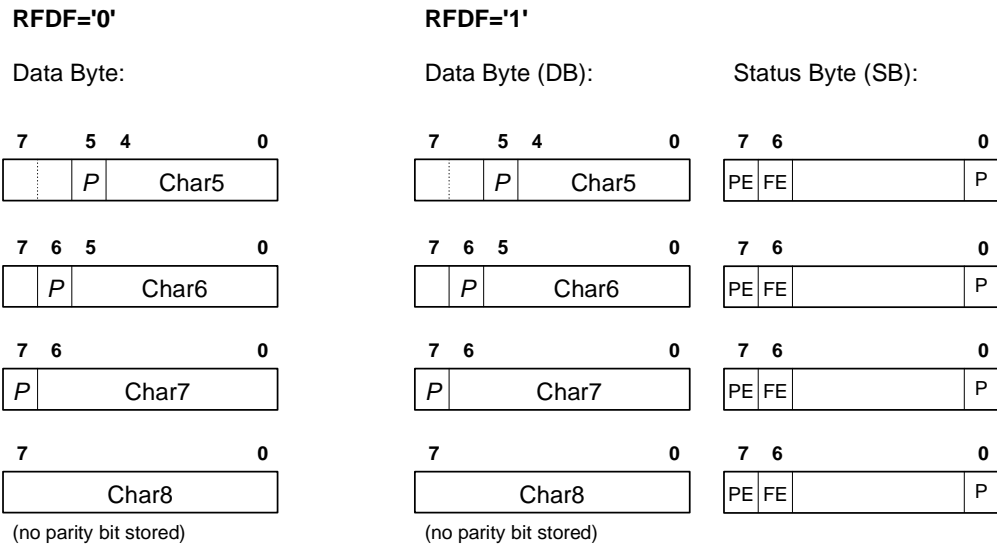 RFDF='0' RFDF='1'
Data Byte: Data Byte (DB): Status Byte (SB):
7 5 4 0 7 5 4 0 7 6 0
P Char5 P Char5 PE FE P
7 6 5 0 7 6 5 0 7 6 0
P Char6 P Char6 PE FE P
7 6 0 7 6 0 7 6 0
P Char7 P Char7 PE FE P
7 0 7 0 7 6 0
Char8 Char8 PE FE P
(no parity bit stored) (no parity bit stored)